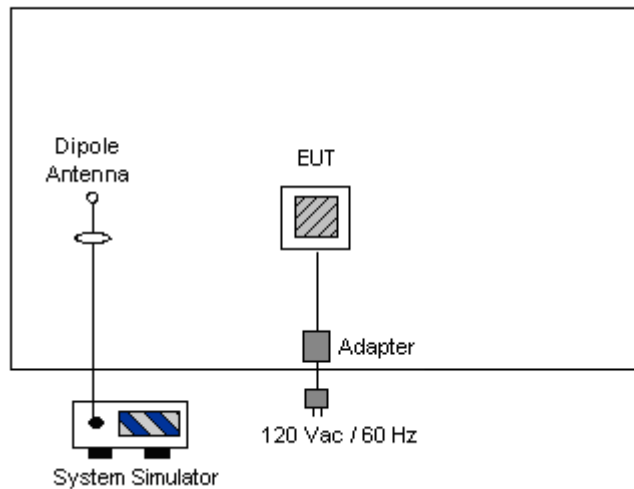 Dipole
Antenna
EUT
Adapter
120 Vac / 60 Hz
System Simulator